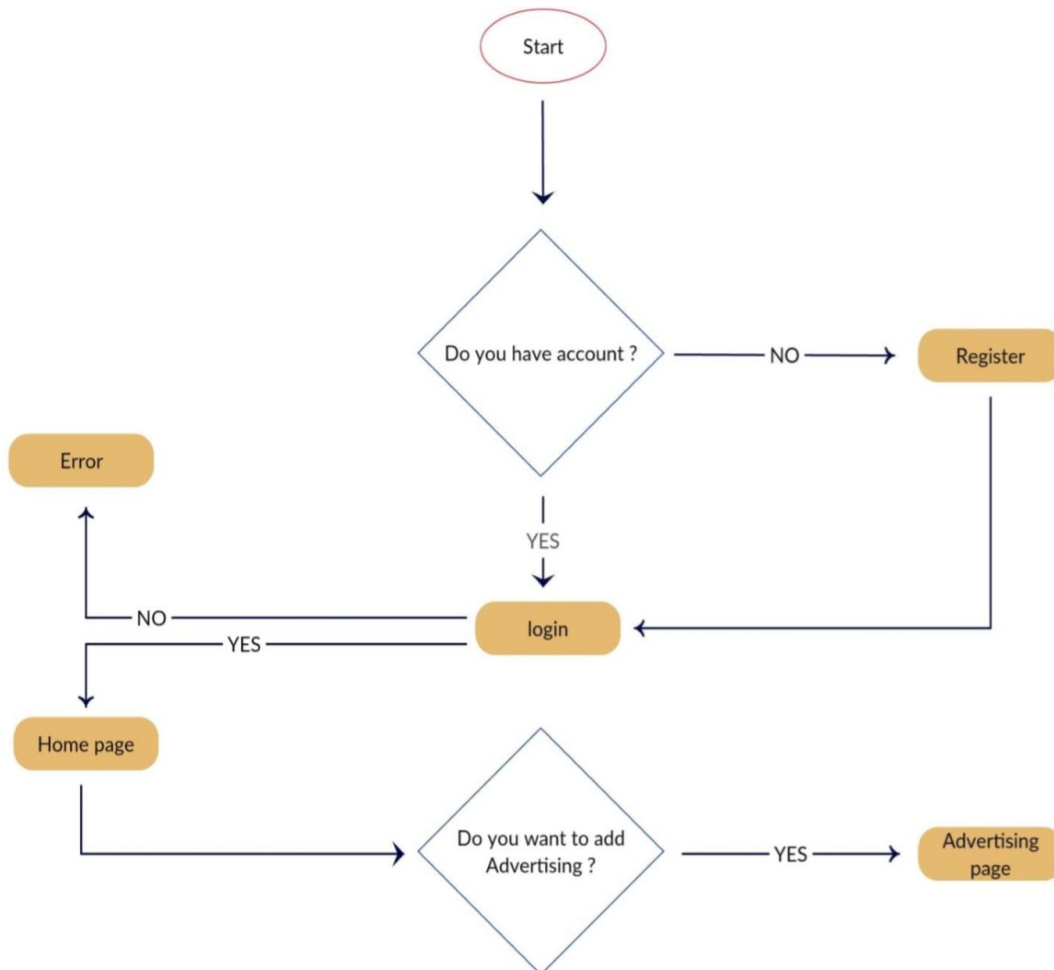 Start
Do you have account ?
NO
Register
Error
YES
login
NO
YES
Home page
Do you want to add
Advertising ?
YES
Advertising
page